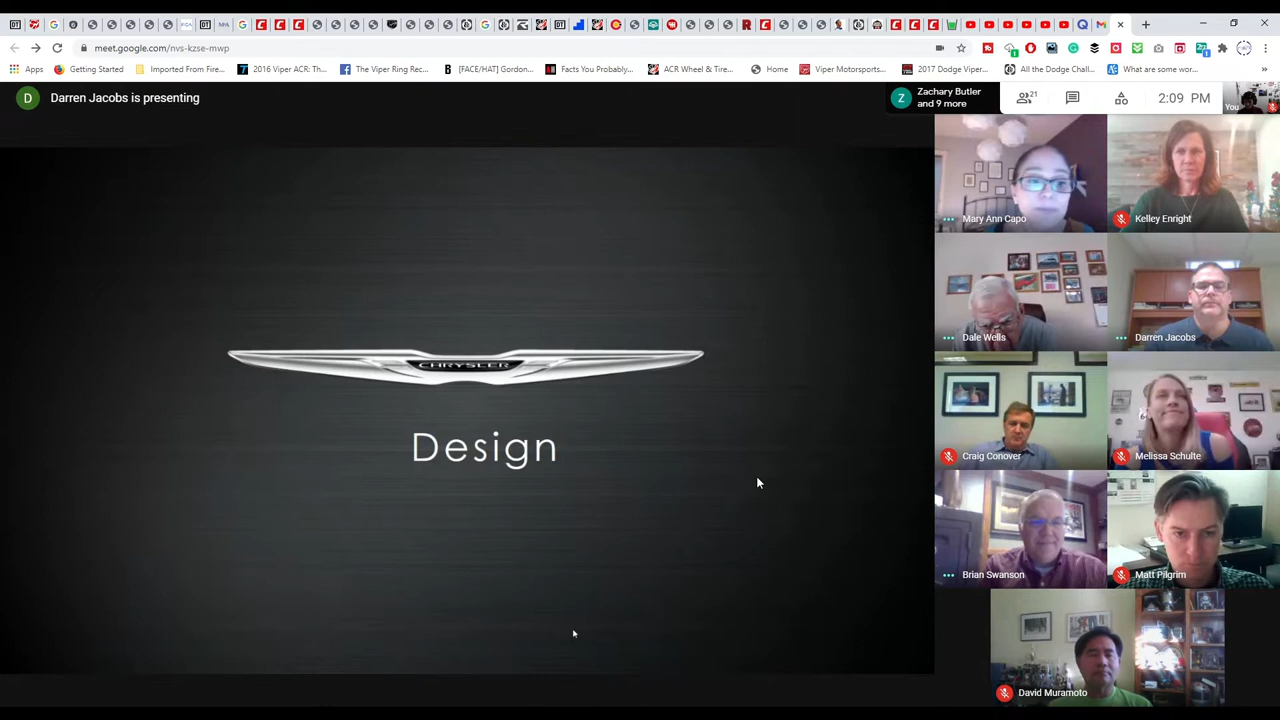 meet.google.com/nvs-kzse-mwp
Apps
Getting Started
Imported From Fire...
2016 Viper ACR: Th...
The Viper Ring Rec...
[FACE/HAT] Gordon...
Facts You Probably...
ACR Wheel & Tire...
Home
Viper Motorsports...
2017 Dodge Viper...
All the Dodge Chall...
What are some wor...
D
Darren Jacobs is presenting
Z
Zachary Butler
and 9 more
21
2:09 PM
You
Mary Ann Capo
Kelley Enright
Dale Wells
Darren Jacobs
CHRYSLER
Design
Craig Conover
Melissa Schulte
Brian Swanson
Matt Pilgrim
David Muramoto